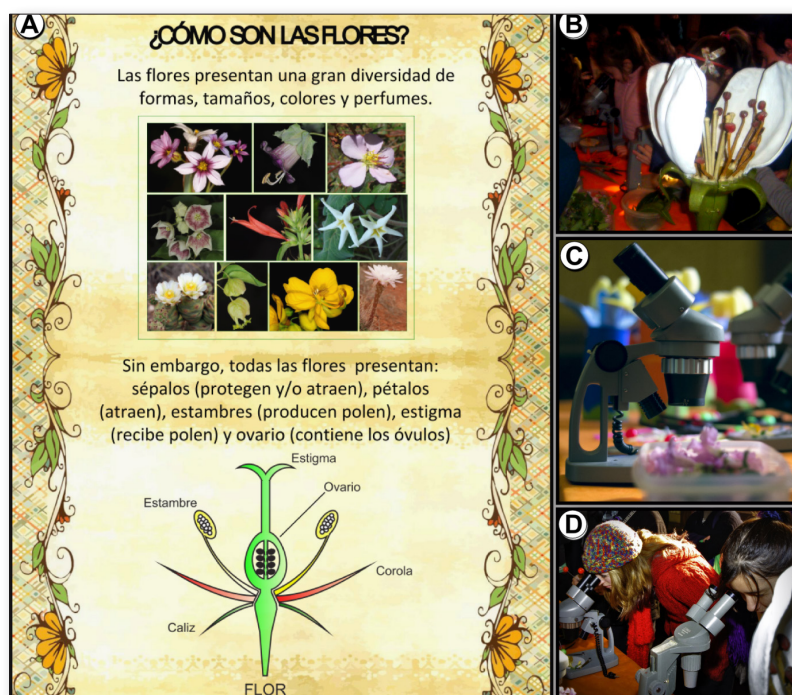 A
¿CÓMO SON LAS FLORES?
Las flores presentan una gran diversidad de
formas, tamaños, colores y perfumes.
Sin embargo, todas las flores presentan:
sépalos (protegen y/o atraen), pétalos
(atraen), estambres (producen polen), estigma
(recibe polen) y ovario (contiene los óvulos)
Estigma
Ovario
Estambre
Corola
Caliz
FLOR
B
C
D